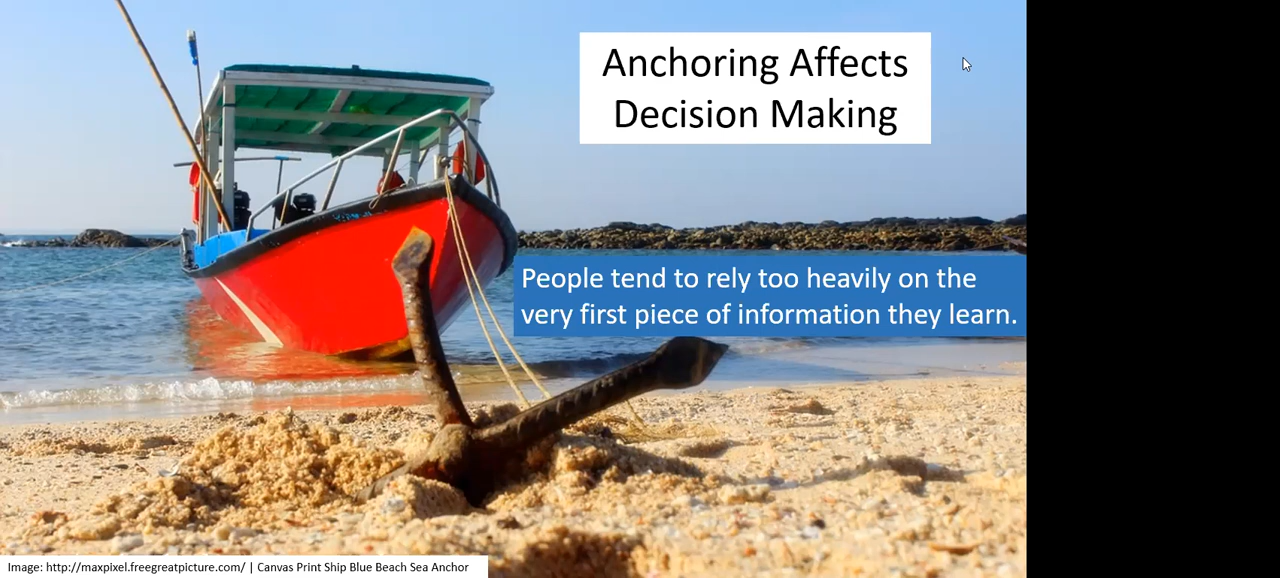 Anchoring Affects
Decision Making
People tend to rely too heavily on the
very first piece of information they learn.
Image: http://maxpixel.freegreatpicture.com/ | Canvas Print Ship Blue Beach Sea Anchor